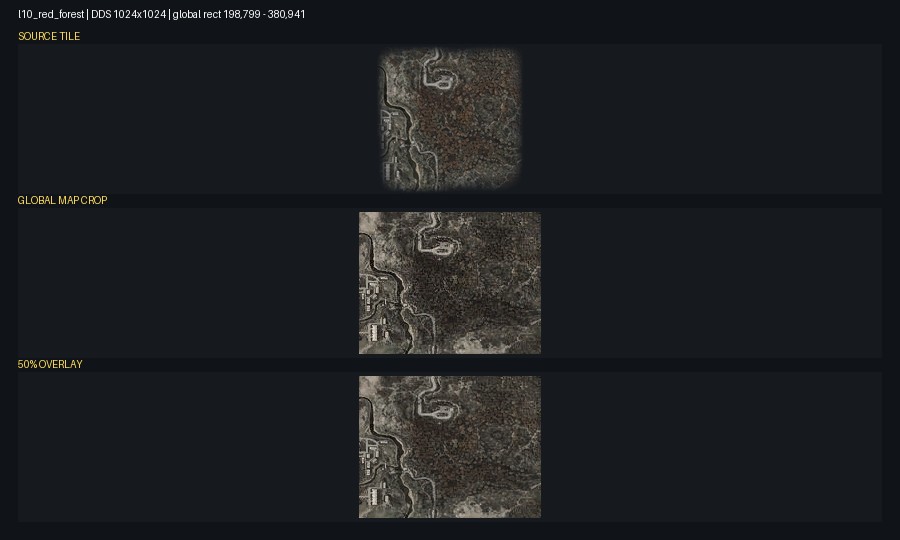 l10_red_forest | DDS 1024x1024 | global rect 198,799 - 380,941
SOURCE TILE
GLOBAL MAP CROP
50% OVERLAY